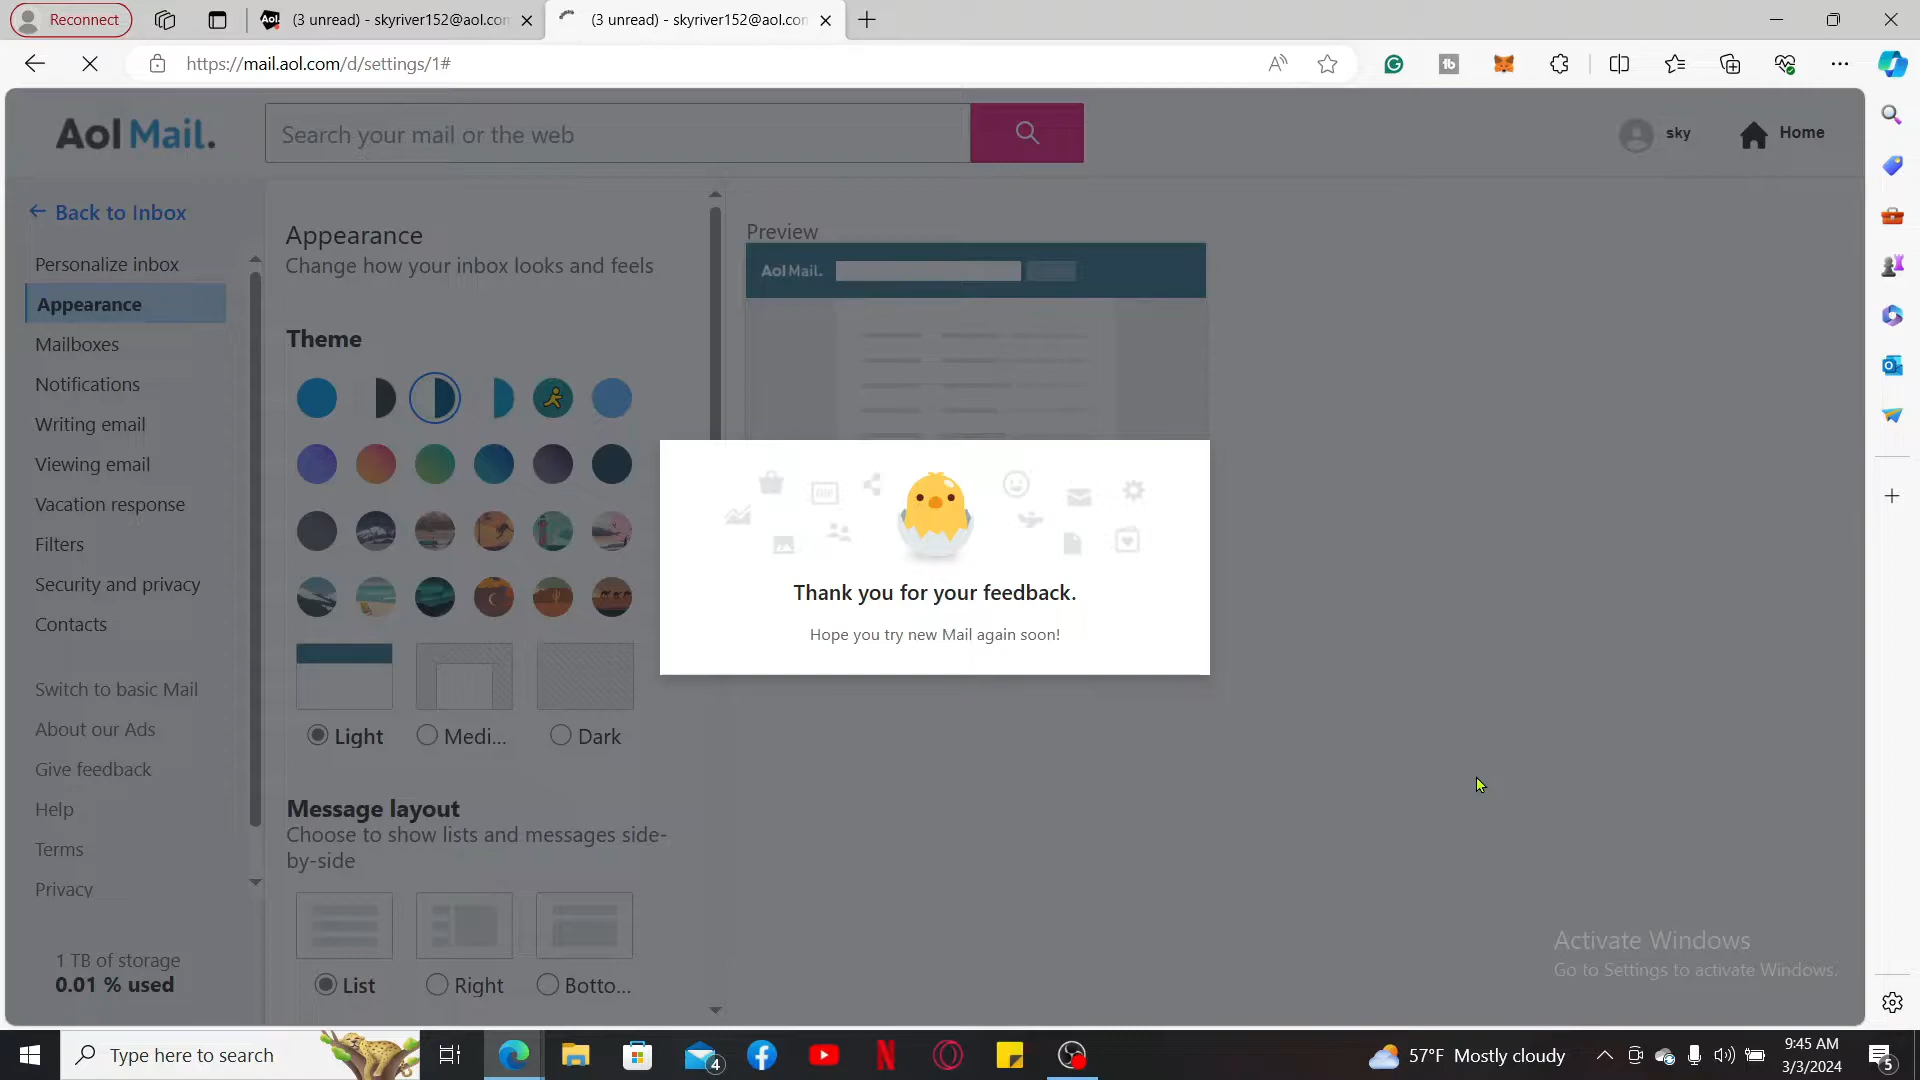 Reconnect
(3 unread) - skyriver152@aol.com
(3 unread) - skyriver152@aol.com
https://mail.aol.com/d/settings/1#
Aol Mail.
Search your mail or the web
sky
Home
Back to Inbox
Personalize inbox
Appearance
Mailboxes
Notifications
Writing email
Viewing email
Vacation response
Filters
Security and privacy
Contacts
Switch to basic Mail
About our Ads
Give feedback
Help
Terms
Privacy
1 TB of storage
0.01 % used
Appearance
Change how your inbox looks and feels
Theme
Light
Medi...
Dark
Message layout
Choose to show lists and messages side-
by-side
List
Right
Botto...
Preview
Aol Mail.
GIF
Thank you for your feedback.
Hope you try new Mail again soon!
Activate Windows
Go to Settings to activate Windows.
Type here to search
4
57°F Mostly cloudy
9:45 AM
3/3/2024
5